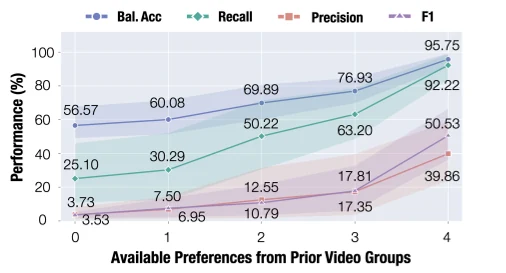 Bal. Acc Recall Precision F1
Performance (%)
100
80
60
40
20
0
56.57 60.08 69.89 76.93 95.75
25.10 30.29 50.22 63.20 92.22
3.73 7.50 12.55 17.81 50.53
3.53 6.95 10.79 17.35 39.86
0 1 2 3 4
Available Preferences from Prior Video Groups